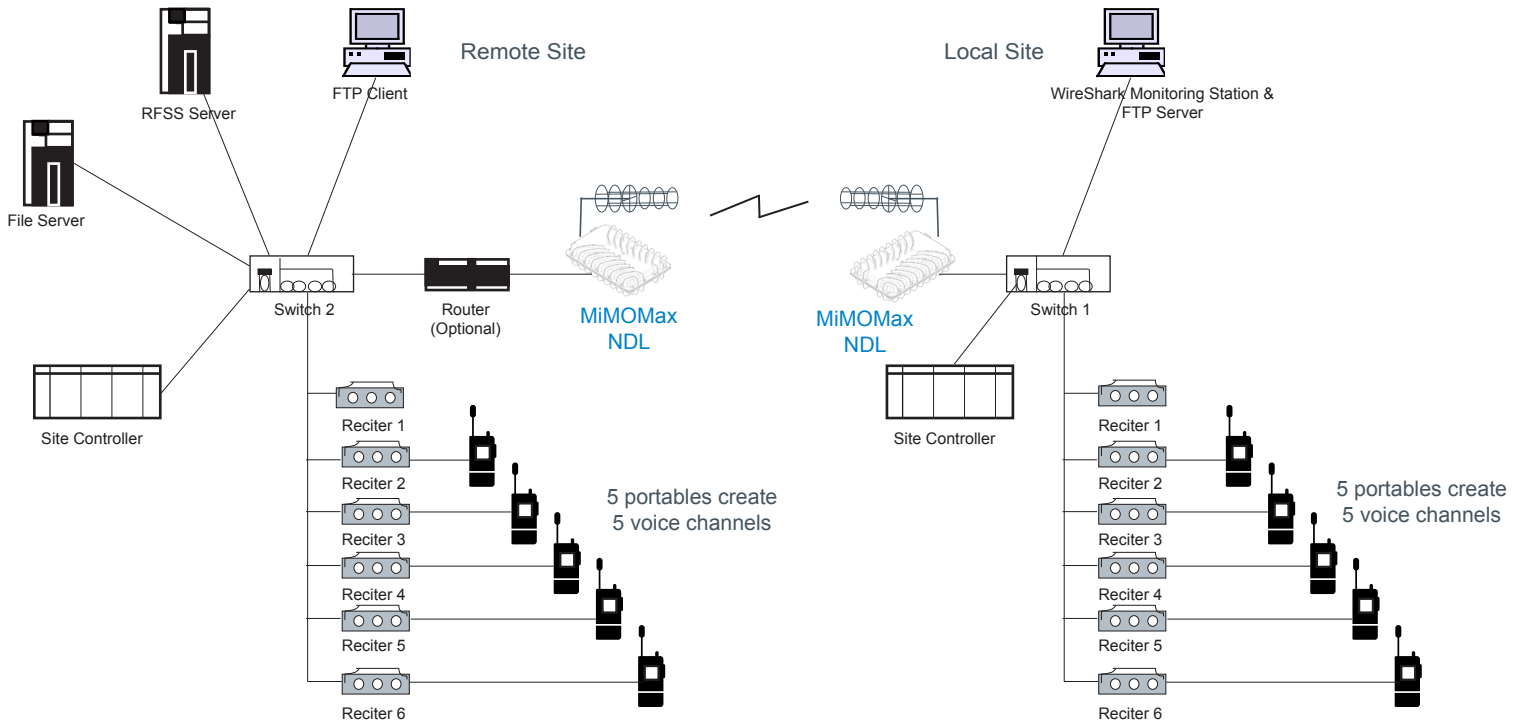 Remote Site
Local Site
RFSS Server
FTP Client
WireShark Monitoring Station &
FTP Server
File Server
Switch 2
Router
(Optional)
MiMOMax
NDL
MiMOMax
NDL
Switch 1
Site Controller
Reciter 1
Reciter 2
Reciter 3
Reciter 4
Reciter 5
Reciter 6
5 portables create
5 voice channels
Site Controller
Reciter 1
Reciter 2
Reciter 3
Reciter 4
Reciter 5
Reciter 6
5 portables create
5 voice channels